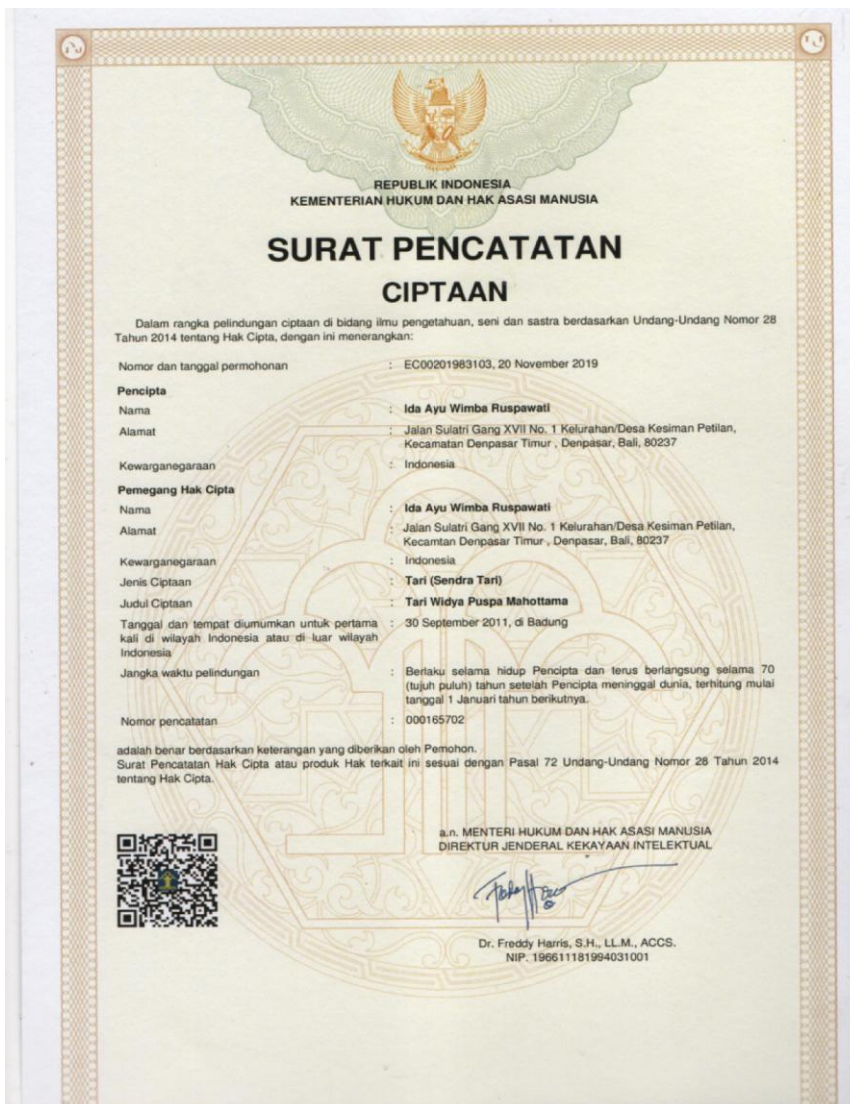 REPUBLIK INDONESIA
KEMENTERIAN HUKUM DAN HAK ASASI MANUSIA
SURAT PENCATATAN
CIPTAAN
Dalam rangka pelindungan ciptaan di bidang ilmu pengetahuan, seni dan sastra berdasarkan Undang-Undang Nomor 28
Tahun 2014 tentang Hak Cipta, dengan ini menerangkan:
Nomor dan tanggal permohonan : EC00201983103, 20 November 2019
Pencipta
Nama : Ida Ayu Wimba Ruspawati
Alamat : Jalan Sulatri Gang XVII No. 1 Kelurahan/Desa Kesiman Petilan,
Kecamatan Denpasar Timur , Denpasar, Bali, 80237
Kewarganegaraan : Indonesia
Pemegang Hak Cipta
Nama : Ida Ayu Wimba Ruspawati
Alamat : Jalan Sulatri Gang XVII No. 1 Kelurahan/Desa Kesiman Petilan,
Kecamtan Denpasar Timur , Denpasar, Bali, 80237
Kewarganegaraan : Indonesia
Jenis Ciptaan : Tari (Sendra Tari)
Judul Ciptaan : Tari Widya Puspa Mahottama
Tanggal dan tempat diumumkan untuk pertama : 30 September 2011, di Badung
kali di wilayah Indonesia atau di luar wilayah
Indonesia
Jangka waktu pelindungan : Berlaku selama hidup Pencipta dan terus berlangsung selama 70
(tujuh puluh) tahun setelah Pencipta meninggal dunia, terhitung mulai
tanggal 1 Januari tahun berikutnya.
Nomor pencatatan : 000165702
adalah benar berdasarkan keterangan yang diberikan oleh Pemohon.
Surat Pencatatan Hak Cipta atau produk Hak terkait ini sesuai dengan Pasal 72 Undang-Undang Nomor 28 Tahun 2014
tentang Hak Cipta.
a.n. MENTERI HUKUM DAN HAK ASASI MANUSIA
DIREKTUR JENDERAL KEKAYAAN INTELEKTUAL
Dr. Freddy Harris, S.H., LL.M., ACCS.
NIP. 196611181994031001